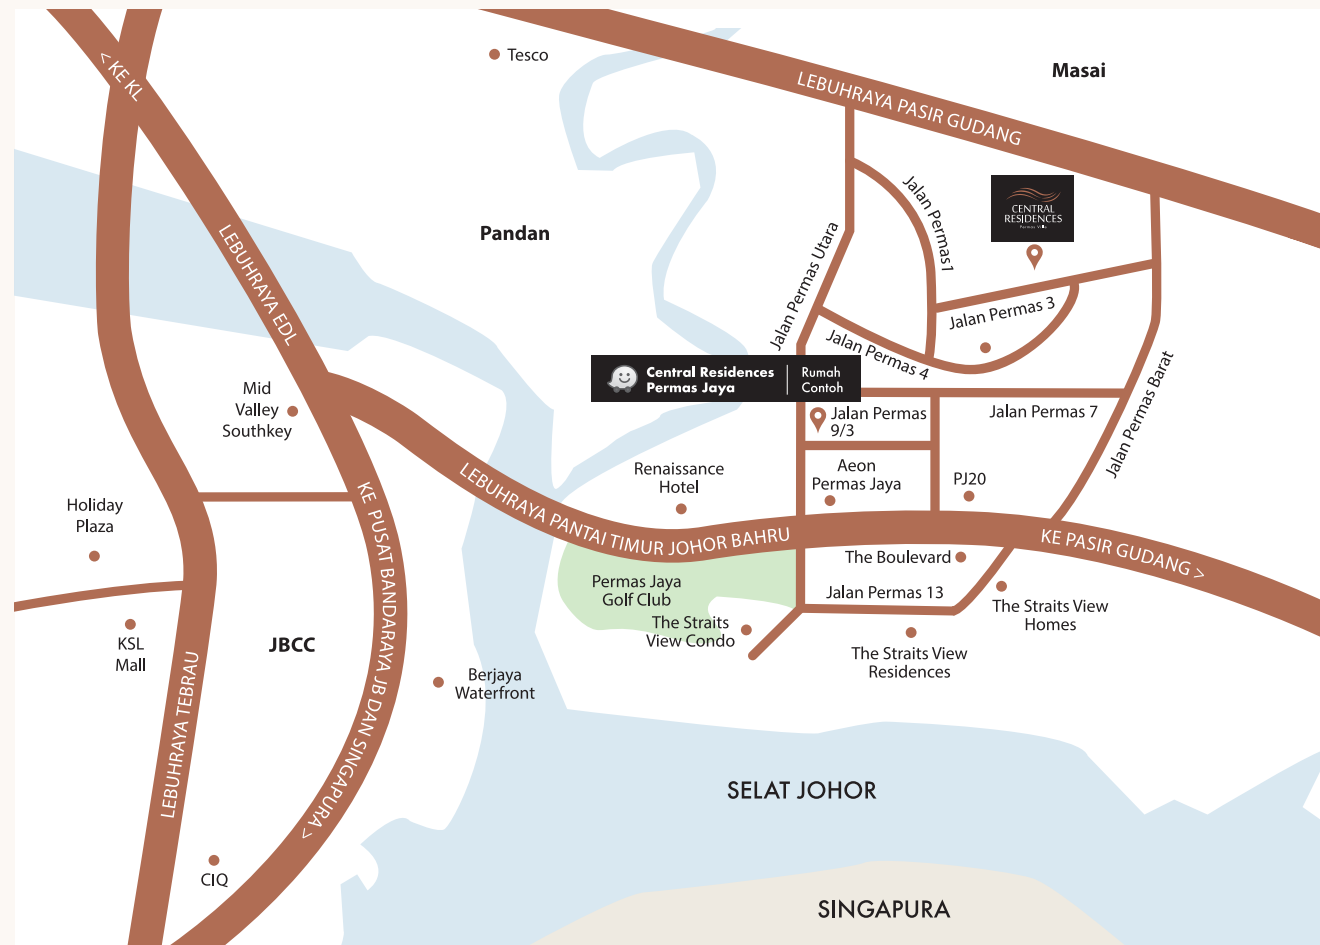 Tesco
Masai
< KE KL
LEBUHRAYA PASIR GUDANG
CENTRAL
RESIDENCES
Permas Ville
Jalan Permas1
Pandan
Jalan Permas Utara
LEBUHRAYA EDL
Jalan Permas 3
Jalan Permas 4
Central Residences
Permas Jaya
Rumah
Contoh
Mid
Valley
Southkey
Jalan Permas
9/3
Jalan Permas 7
Jalan Permas Barat
Renaissance
Hotel
Aeon
Permas Jaya
PJ20
LEBUHRAYA PANTAI TIMUR JOHOR BAHRU
KE PASIR GUDANG >
Holiday
Plaza
KE PUSAT BANDARAYA JB DAN SINGAPURA >
The Boulevard
Permas Jaya
Golf Club
Jalan Permas 13
The Straits View
Homes
The Straits
View Condo
KSL
Mall
JBCC
The Straits View
Residences
Berjaya
Waterfront
LEBUHRAYA TEBRAU
SELAT JOHOR
CIQ
SINGAPURA